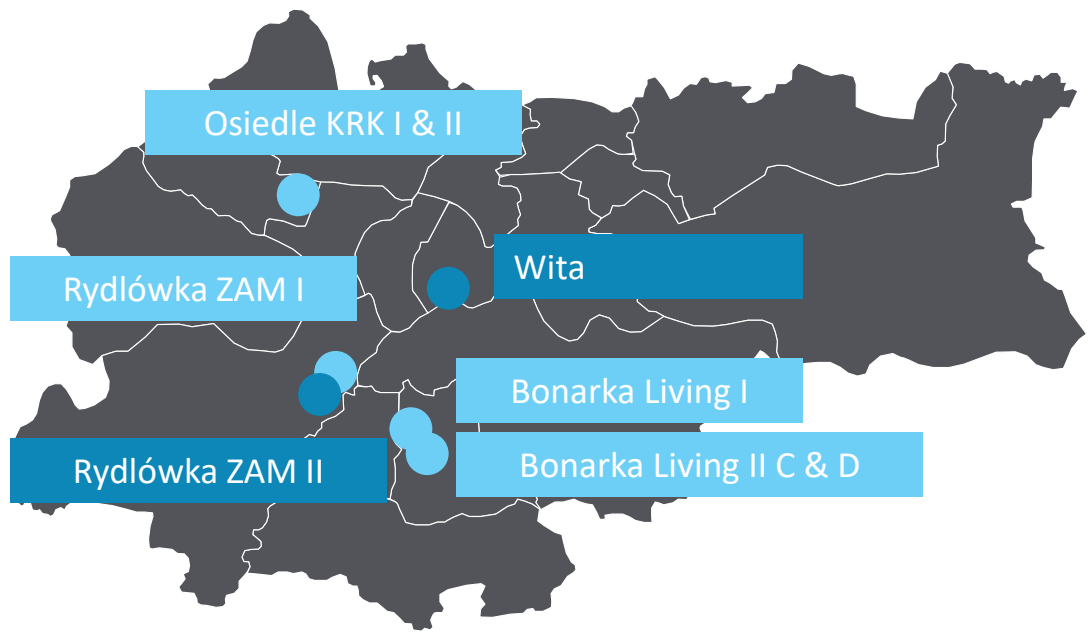 Osiedle KRK I & II
Wita
Rydlówka ZAM I
Bonarka Living I
Rydlówka ZAM II
Bonarka Living II C & D